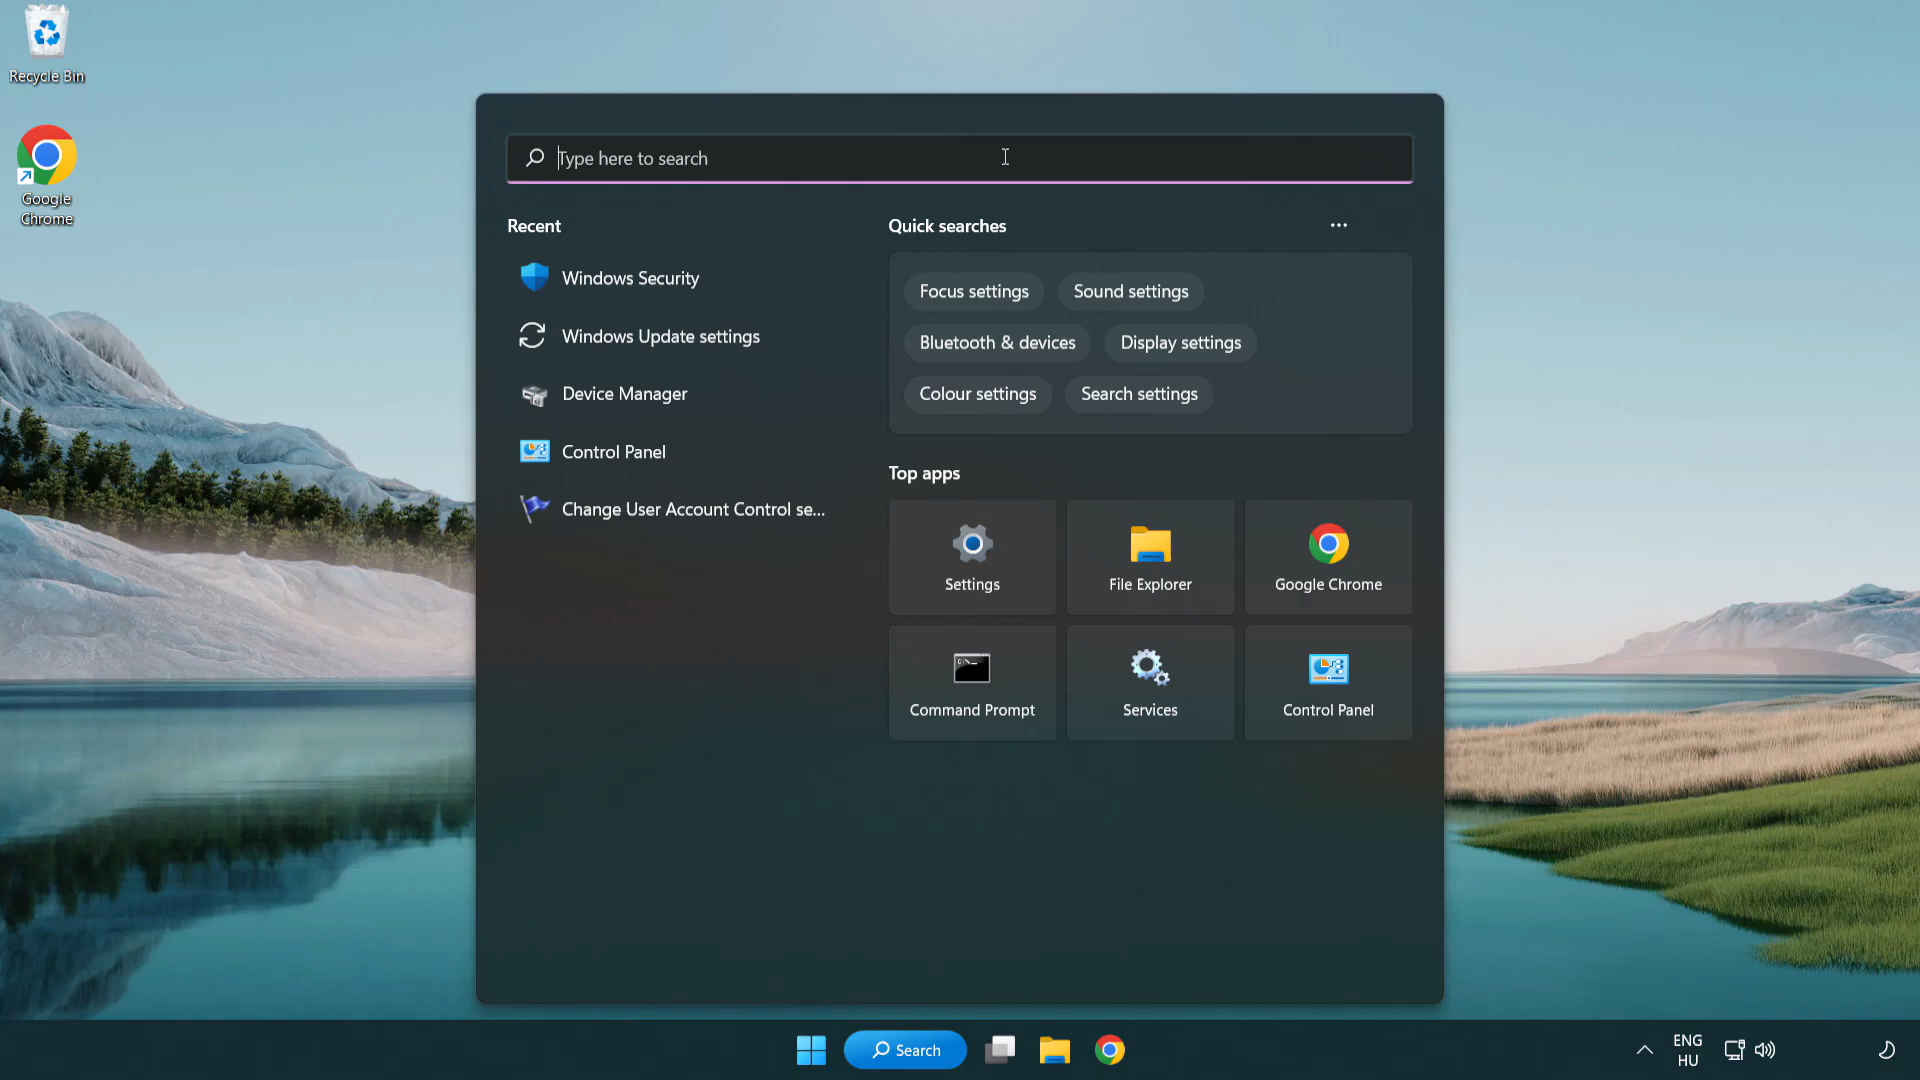 Recycle Bin
Google
Chrome
Type here to search
Recent
Windows Security
Windows Update settings
Device Manager
Control Panel
Change User Account Control se...
Quick searches
Focus settings
Sound settings
Bluetooth & devices
Display settings
Colour settings
Search settings
Top apps
Settings
File Explorer
Google Chrome
Command Prompt
Services
Control Panel
Search
ENG
HU